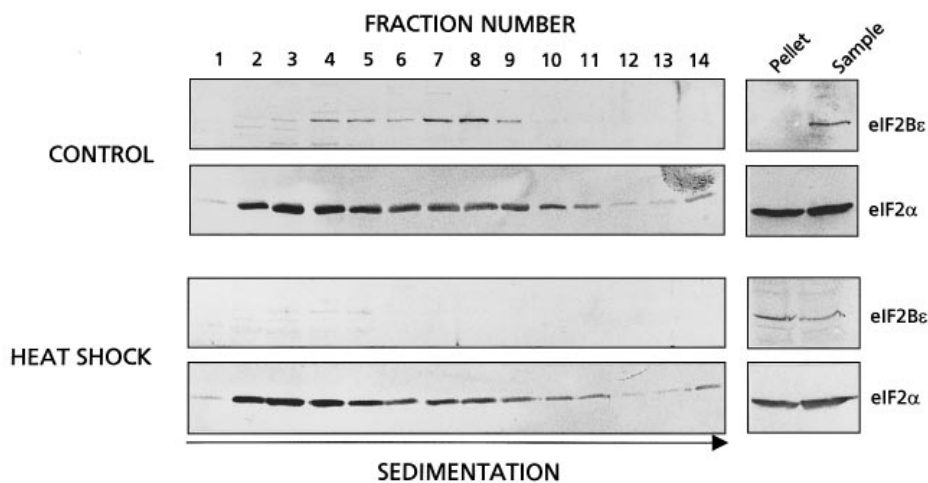 FRACTION NUMBER
1 2 3 4 5 6 7 8 9 10 11 12 13 14
Pellet Sample
CONTROL
eIF2Bε
eIF2α
HEAT SHOCK
eIF2Bε
eIF2α
SEDIMENTATION